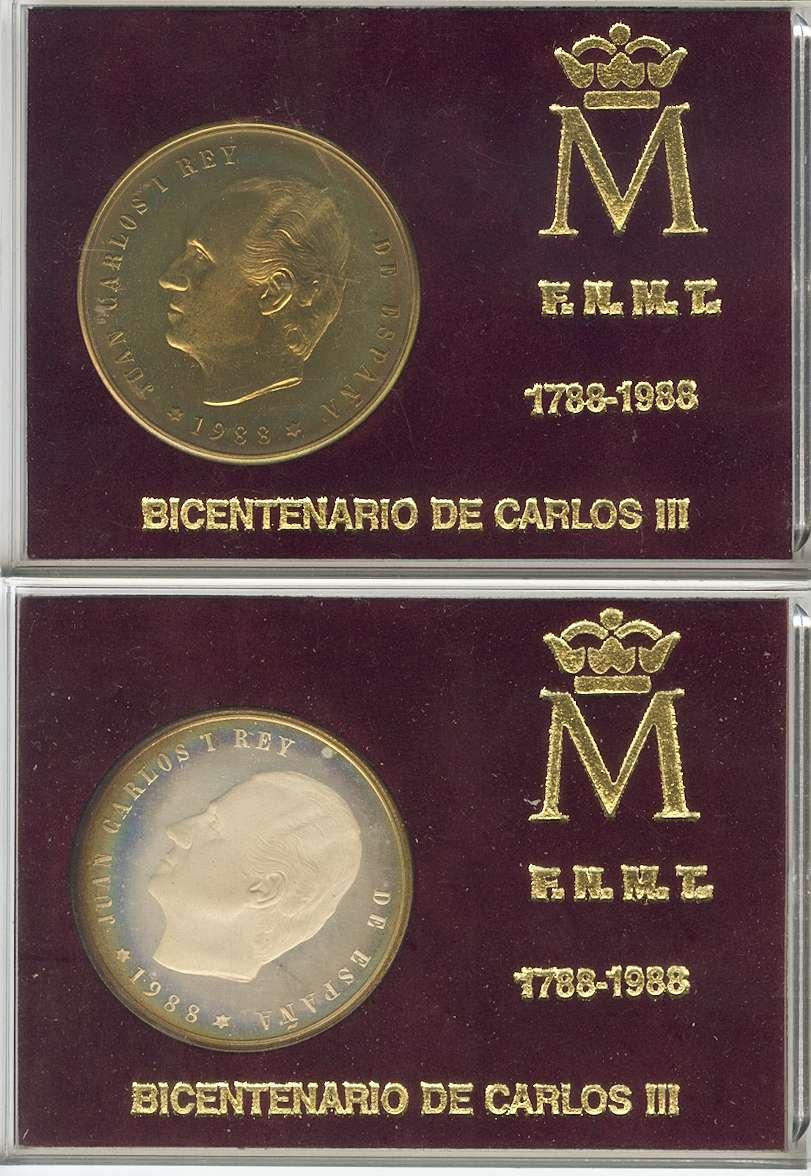 JUAN CARLOS I REY DE ESPAÑA
★ 1988 ★
M
F.N.M.T.
1788-1988
BICENTENARIO DE CARLOS III
JUAN CARLOS I REY DE ESPAÑA
★ 1988 ★
M
F.N.M.T.
1788-1988
BICENTENARIO DE CARLOS III